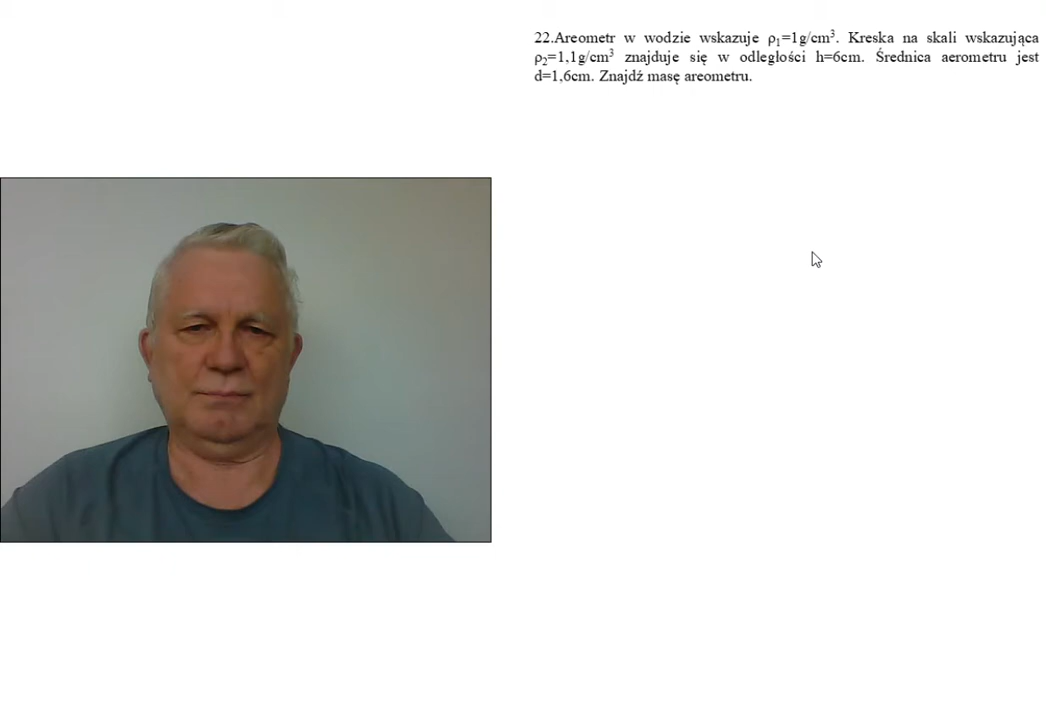 22.Areometr w wodzie wskazuje ρ₁=1g/cm³. Kreska na skali wskazująca
ρ₂=1,1g/cm³ znajduje się w odległości h=6cm. Średnica aerometru jest
d=1,6cm. Znajdź masę areometru.